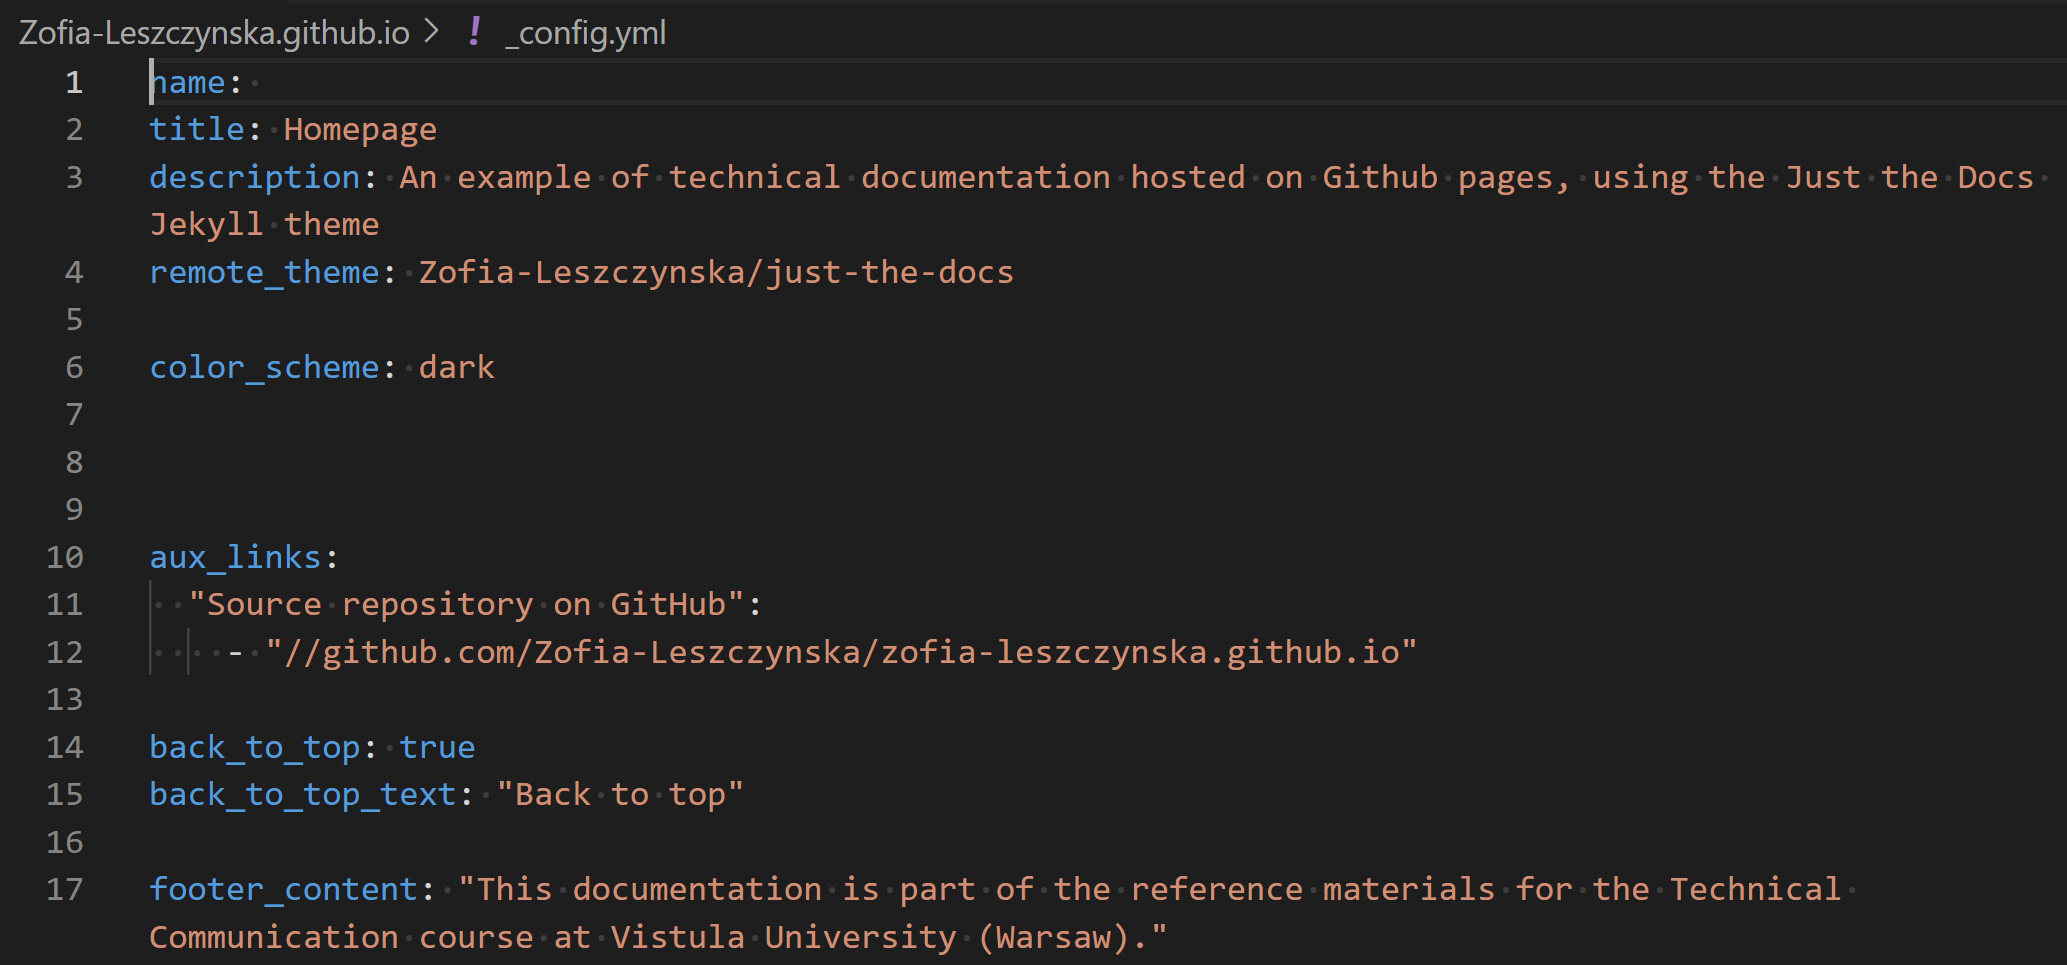 Zofia-Leszczynska.github.io > ! _config.yml
1 name:
2 title: Homepage
3 description: An example of technical documentation hosted on Github pages, using the Just the Docs
Jekyll theme
4 remote_theme: Zofia-Leszczynska/just-the-docs
5
6 color_scheme: dark
7
8
9
10 aux_links:
11 "Source repository on GitHub":
12 - "//github.com/Zofia-Leszczynska/zofia-leszczynska.github.io"
13
14 back_to_top: true
15 back_to_top_text: "Back to top"
16
17 footer_content: "This documentation is part of the reference materials for the Technical
Communication course at Vistula University (Warsaw)."